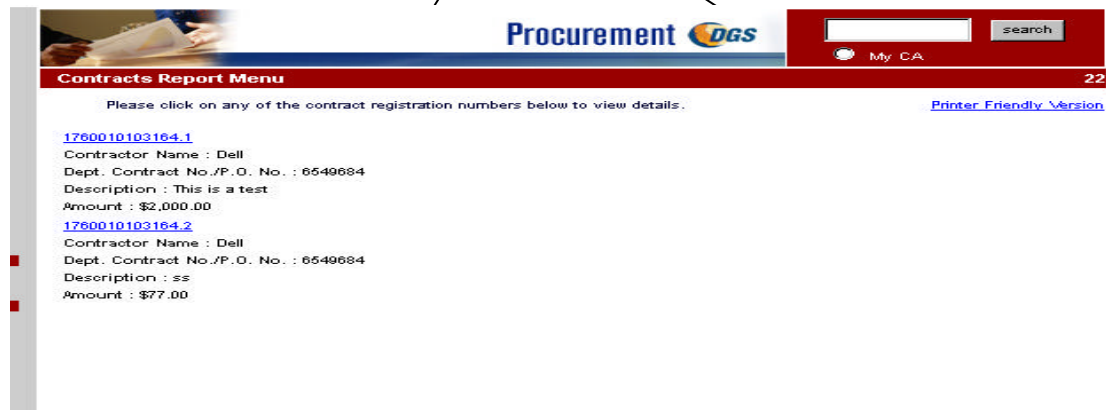 Procurement DGS
search
My CA
Contracts Report Menu 22
Please click on any of the contract registration numbers below to view details. Printer Friendly Version
1760010103164.1
Contractor Name : Dell
Dept. Contract No./P.O. No. : 6549684
Description : This is a test
Amount : $2,000.00
1760010103164.2
Contractor Name : Dell
Dept. Contract No./P.O. No. : 6549684
Description : ss
Amount : $77.00